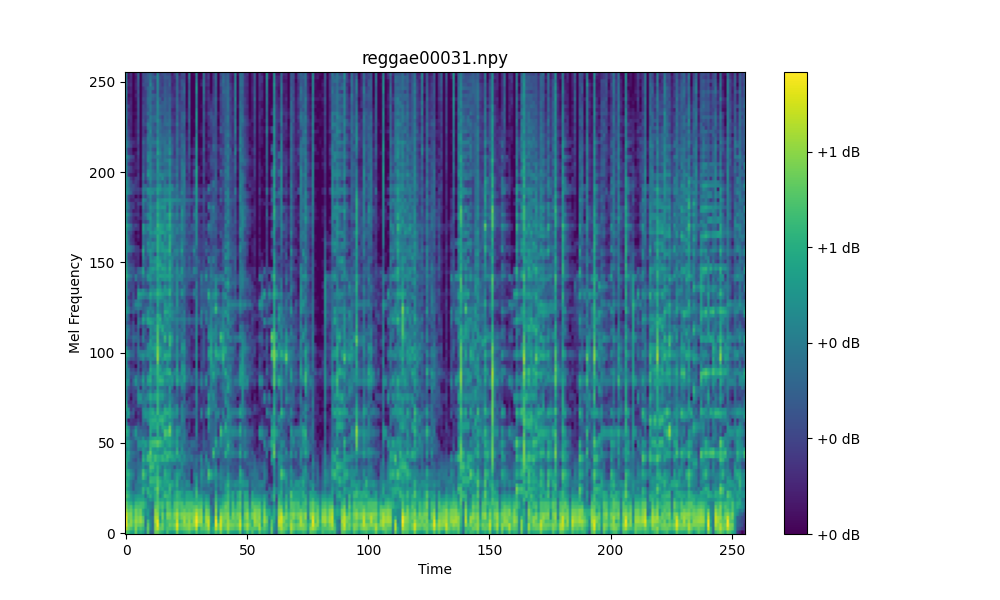 reggae00031.npy
250
200
150
100
50
0
Mel Frequency
0 50 100 150 200 250
Time
+1 dB
+1 dB
+0 dB
+0 dB
+0 dB